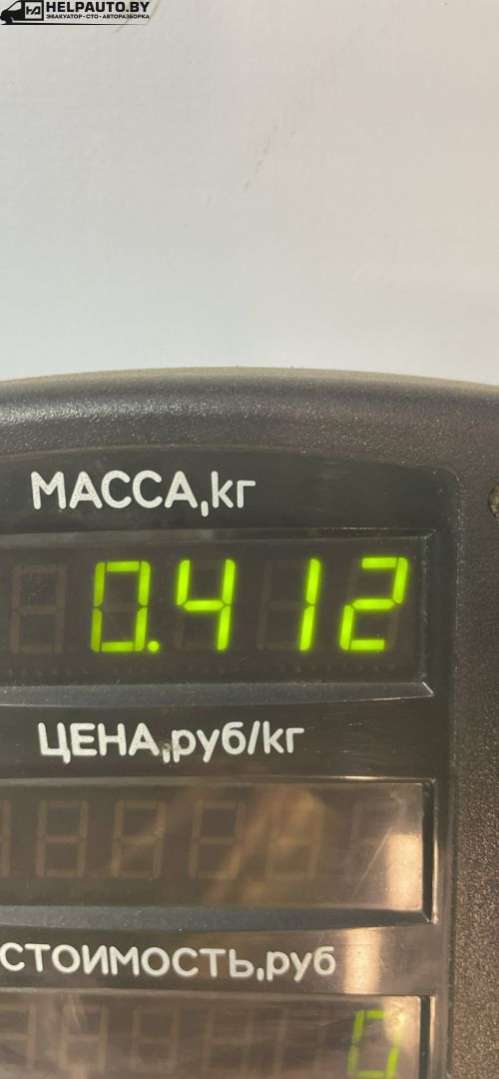 HELPAUTO.BY
ЭВАКУАТОР-СТО-АВТОРАЗБОРКА
МАССА,кг
0.412
ЦЕНА,руб/кг
СТОИМОСТЬ,руб
0